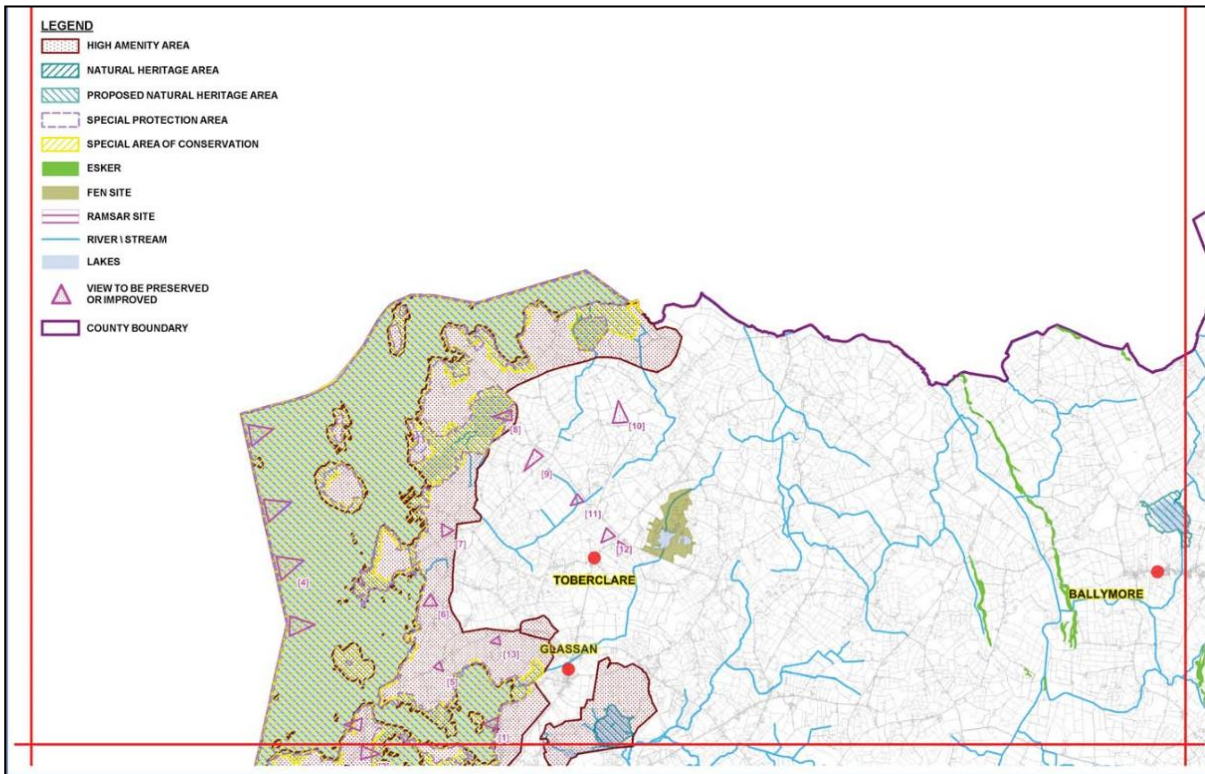 LEGEND
HIGH AMENITY AREA
NATURAL HERITAGE AREA
PROPOSED NATURAL HERITAGE AREA
SPECIAL PROTECTION AREA
SPECIAL AREA OF CONSERVATION
ESKER
FEN SITE
RAMSAR SITE
RIVER \ STREAM
LAKES
VIEW TO BE PRESERVED
OR IMPROVED
COUNTY BOUNDARY
[8]
[10]
[9]
[11]
[7]
[12]
TOBERCLARE
[4]
BALLYMORE
[6]
GLASSAN
[13]
[5]
[1]